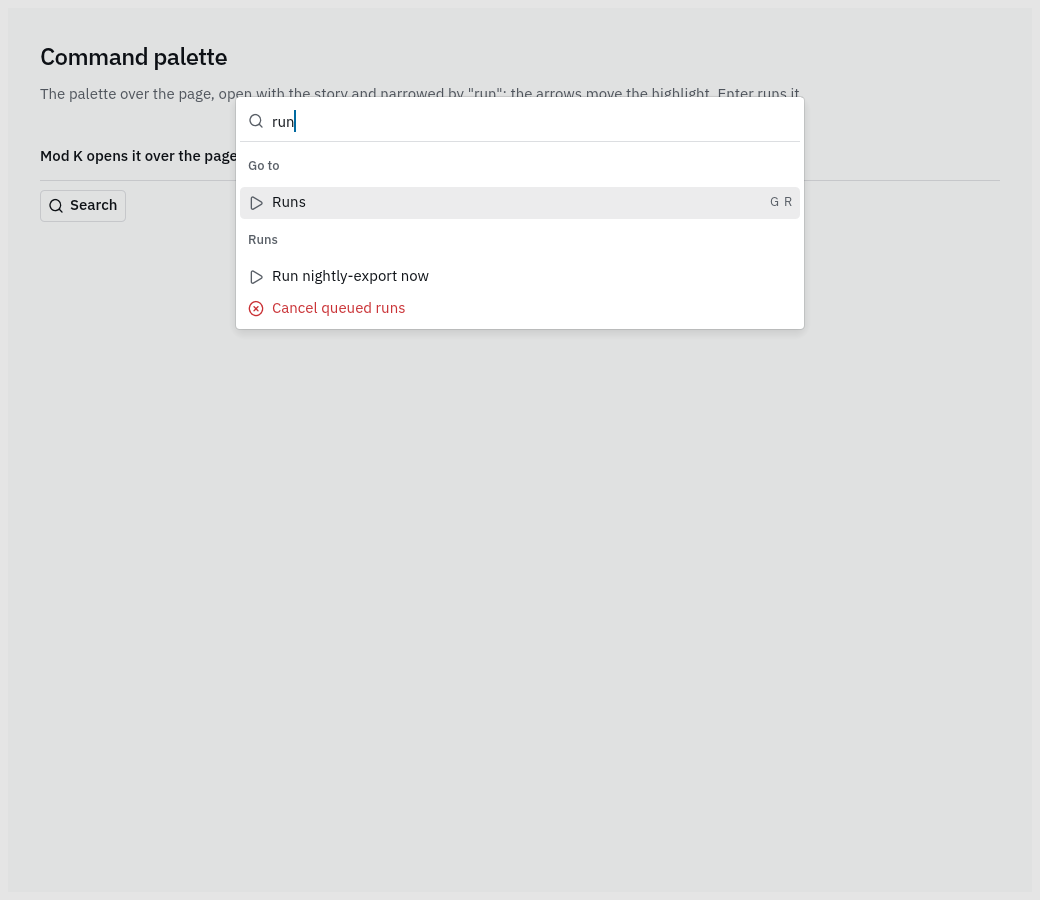 Command palette
The palette over the page, open with the story and narrowed by "run"; the arrows move the highlight, Enter runs it.
run
Mod K opens it over the page
Go to
Search
Runs G R
Runs
Run nightly-export now
Cancel queued runs